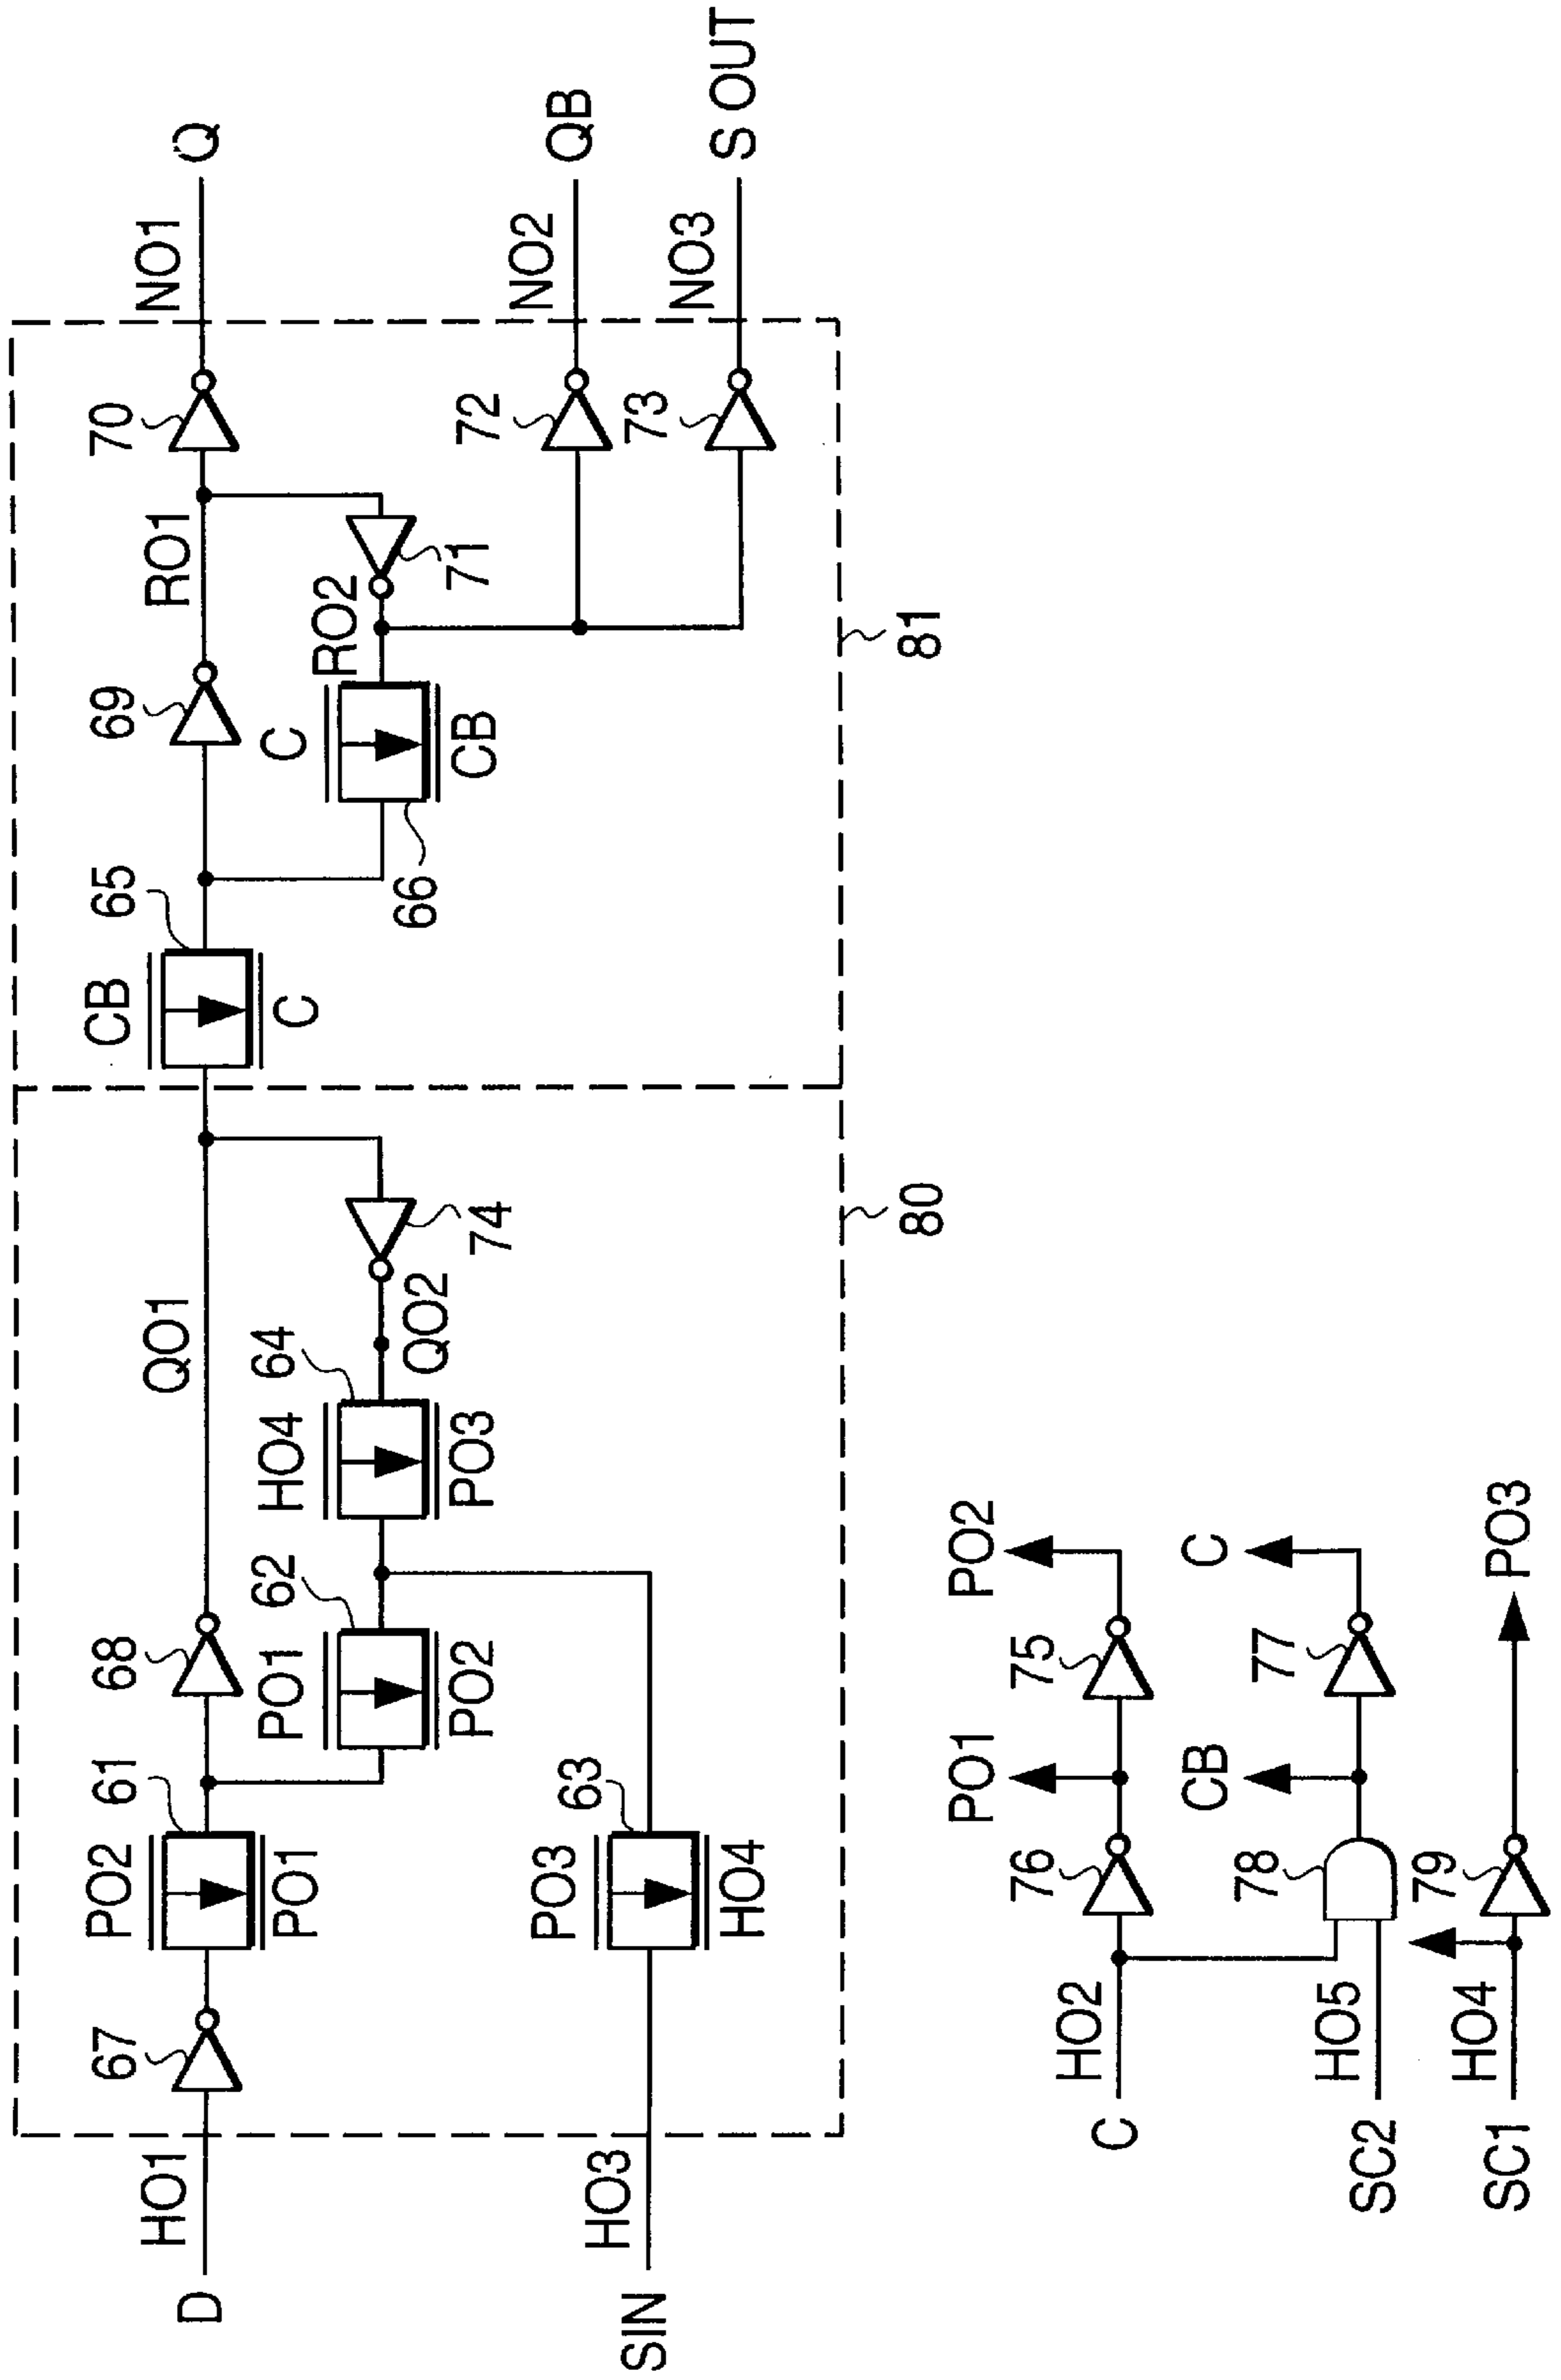 D
HO1
67
PO2
61
PO1
68
QO1
CB
65
C
69
RO1
70
NO1
Q
PO1
62
PO2
HO4
64
PO3
QO2
74
66
C
CB
RO2
71
72
NO2
QB
SIN
HO3
PO3
63
HO4
73
NO3
S OUT
80
81
C
HO2
76
PO1
75
PO2
SC2
HO5
78
CB
77
C
SC1
HO4
79
PO3